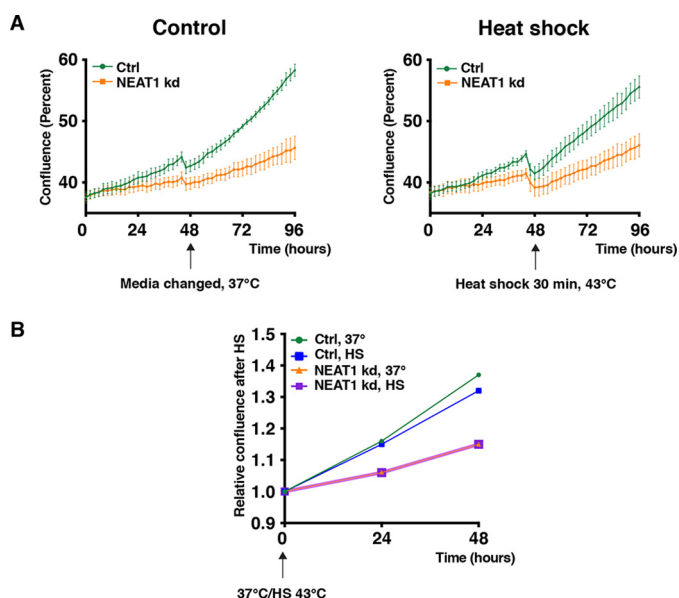 A
Control
Heat shock
60
50
40
Confluence (Percent)
Ctrl
NEAT1 kd
0 24 48 72 96
Time (hours)
Media changed, 37°C
60
50
40
Confluence (Percent)
Ctrl
NEAT1 kd
0 24 48 72 96
Time (hours)
Heat shock 30 min, 43°C
B
1.5
1.4
1.3
1.2
1.1
1.0
0.9
Relative confluence after HS
Ctrl, 37°
Ctrl, HS
NEAT1 kd, 37°
NEAT1 kd, HS
0 24 48
Time (hours)
37°C/HS 43°C